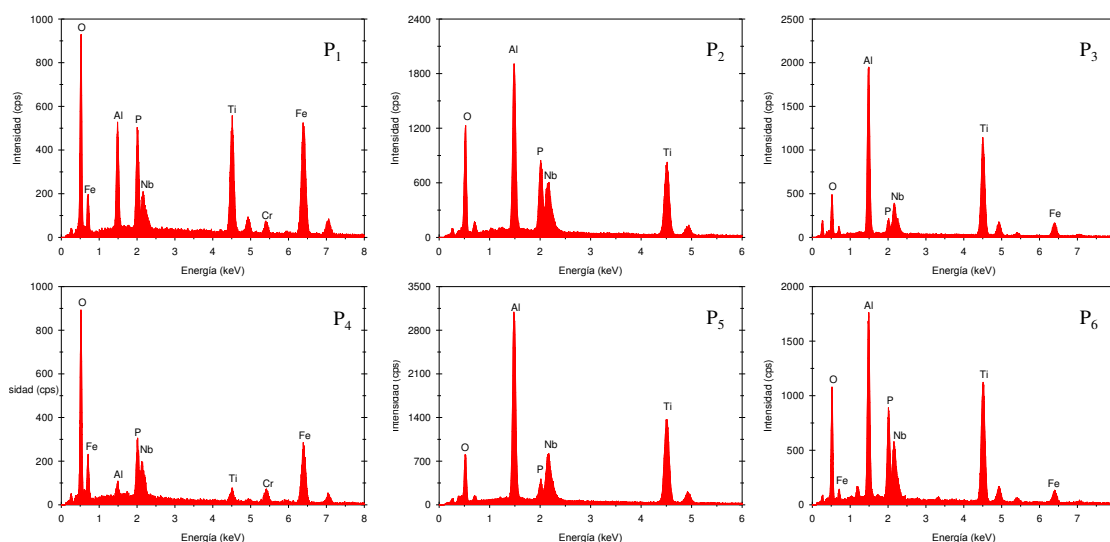 P1
Intensidad (cps)
1000
800
600
400
200
0
O
Fe
Al
P
Nb
Ti
Cr
Fe
0 1 2 3 4 5 6 7 8
Energía (keV)
P2
Intensidad (cps)
2400
1800
1200
600
0
O
Al
P
Nb
Ti
0 1 2 3 4 5 6
Energía (keV)
P3
Intensidad (cps)
2500
2000
1500
1000
500
0
O
Al
P
Nb
Ti
Fe
0 1 2 3 4 5 6 7
Energía (keV)
P4
sidad (cps)
1000
800
600
400
200
0
O
Fe
Al
P
Nb
Ti
Cr
Fe
0 1 2 3 4 5 6 7 8
Energía (keV)
P5
Intensidad (cps)
3500
2800
2100
1400
700
0
O
Al
P
Nb
Ti
0 1 2 3 4 5 6
Energía (keV)
P6
Intensidad (cps)
2000
1500
1000
500
0
O
Fe
Al
P
Nb
Ti
Fe
0 1 2 3 4 5 6 7
Energía (keV)